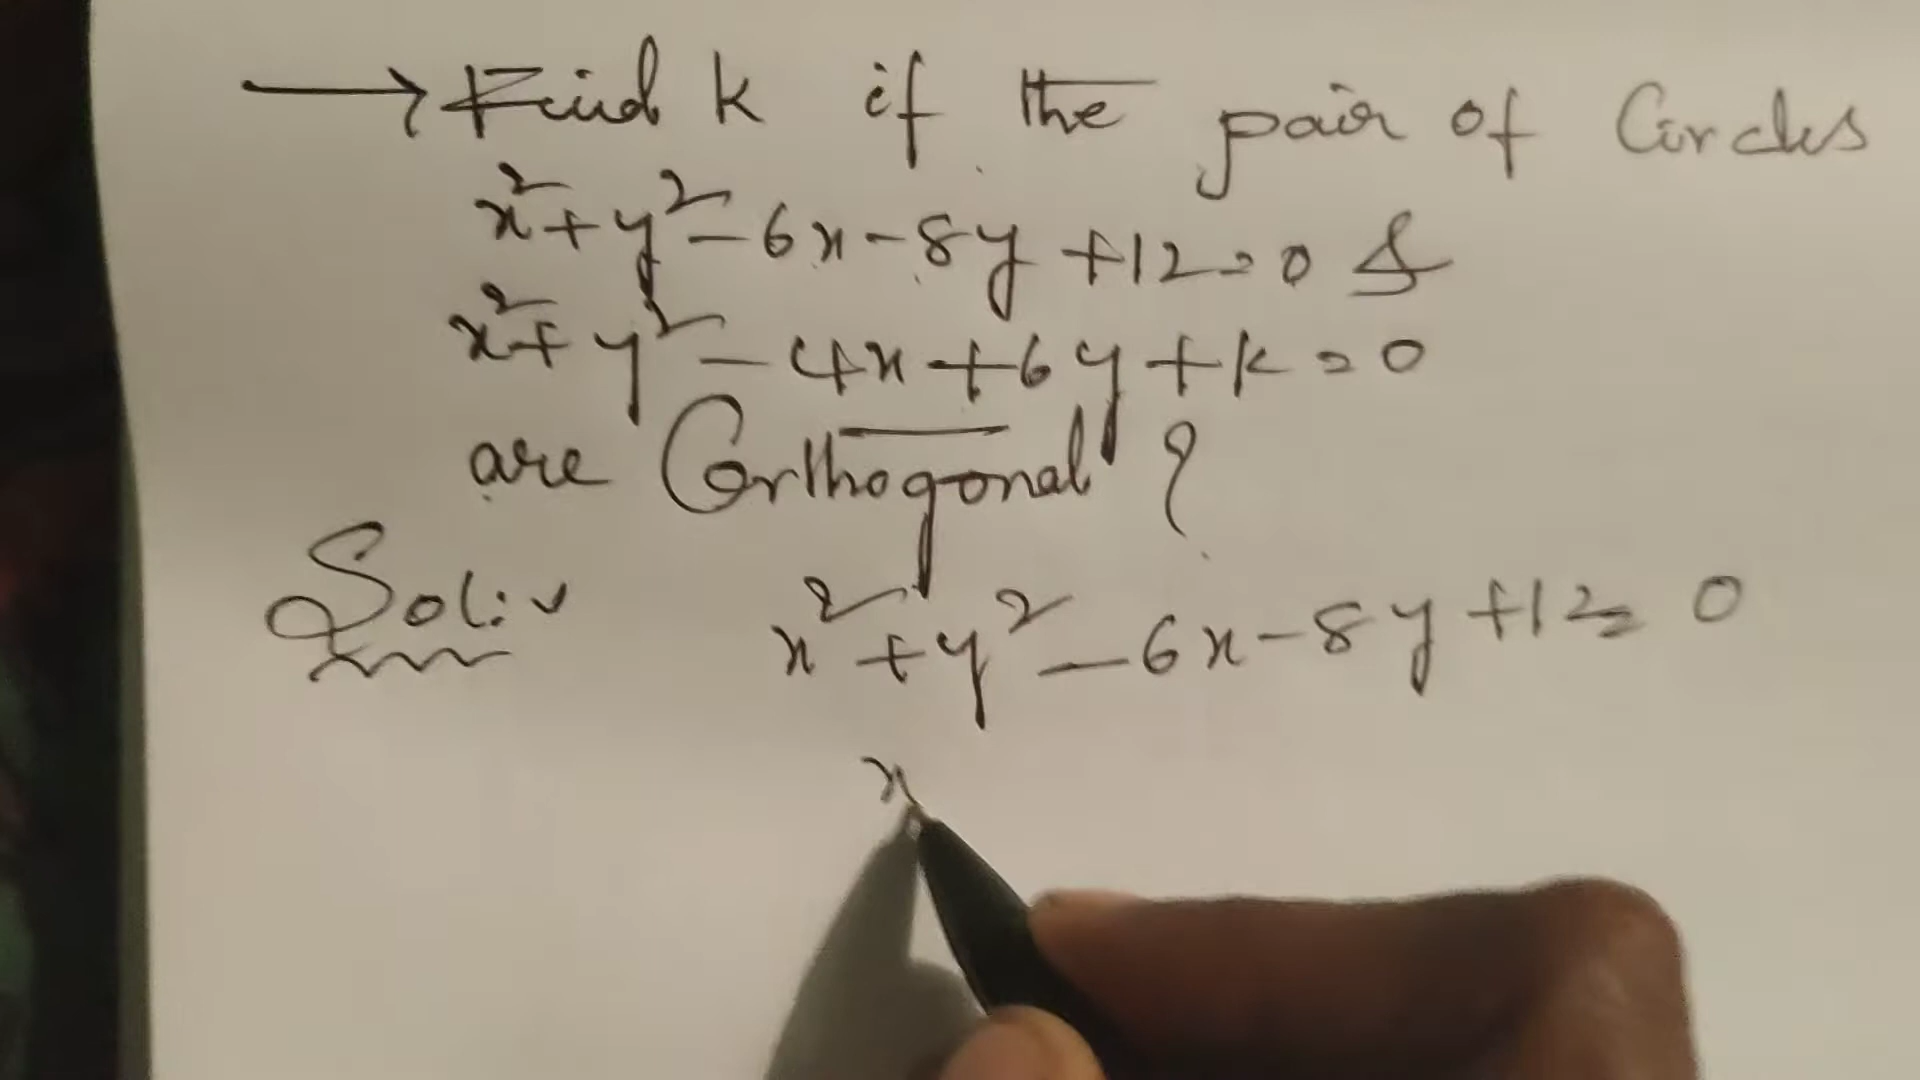 → Find k if the pair of Circles
x² + y² - 6x - 8y + 12 = 0 &
x² + y² - 4x + 6y + k = 0
are Orthogonal ?
Sol:
x² + y² - 6x - 8y + 12 = 0
x